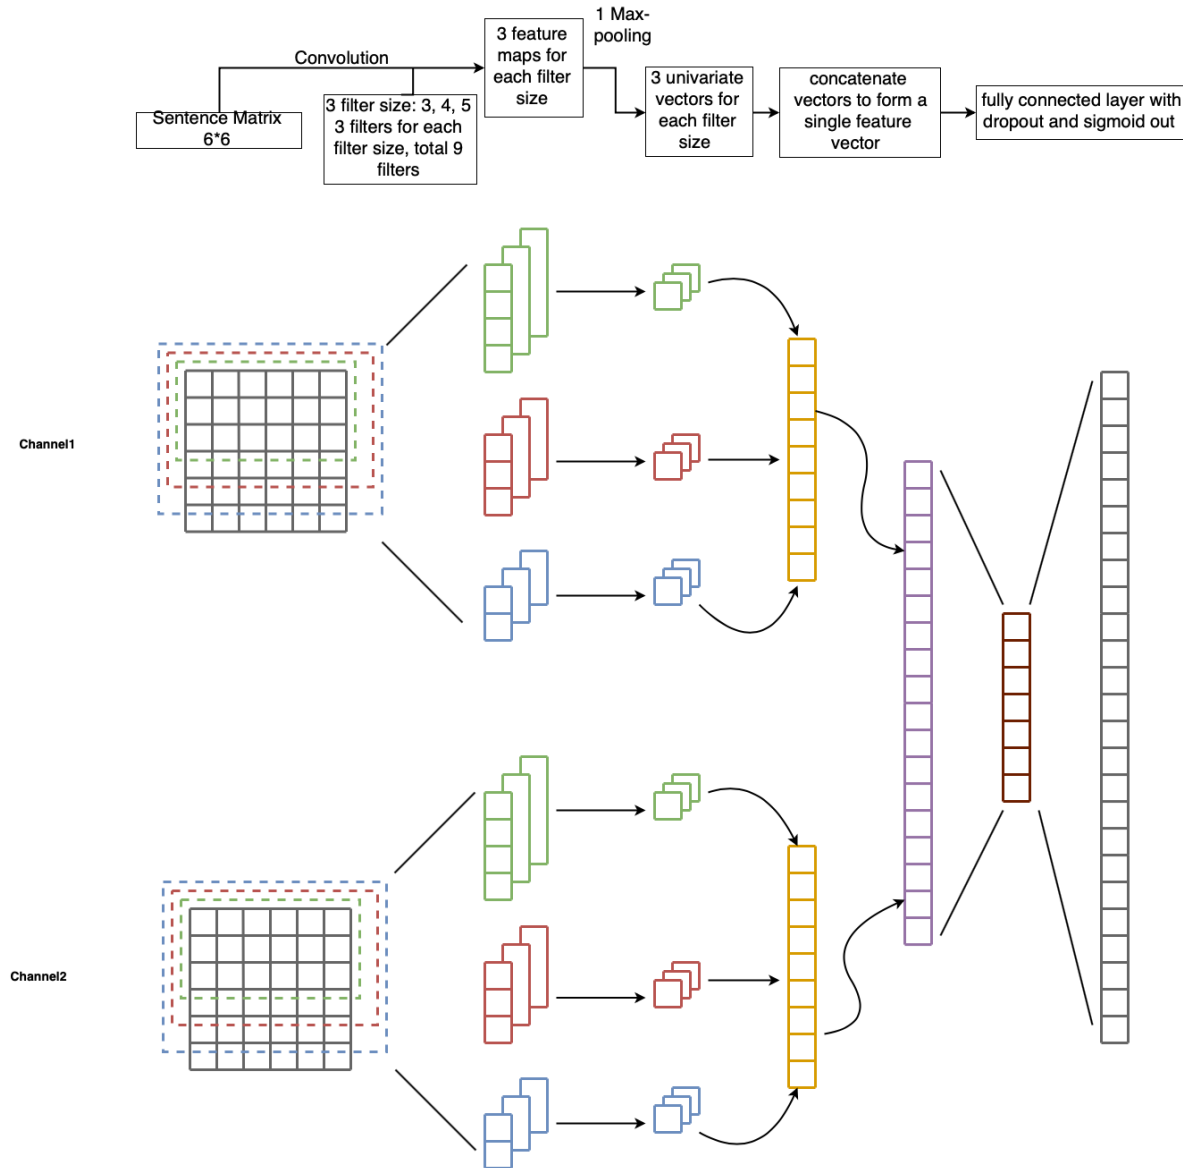 1 Max-
pooling
3 feature
maps for
each filter
size
Convolution
Sentence Matrix
6*6
3 filter size: 3, 4, 5
3 filters for each
filter size, total 9
filters
3 univariate
vectors for
each filter
size
concatenate
vectors to form a
single feature
vector
fully connected layer with
dropout and sigmoid out
Channel1
Channel2